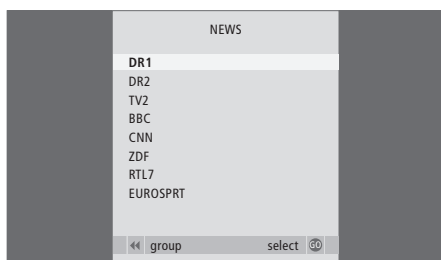 NEWS
DR1
DR2
TV2
BBC
CNN
ZDF
RTL7
EUROSPRT
group select GO